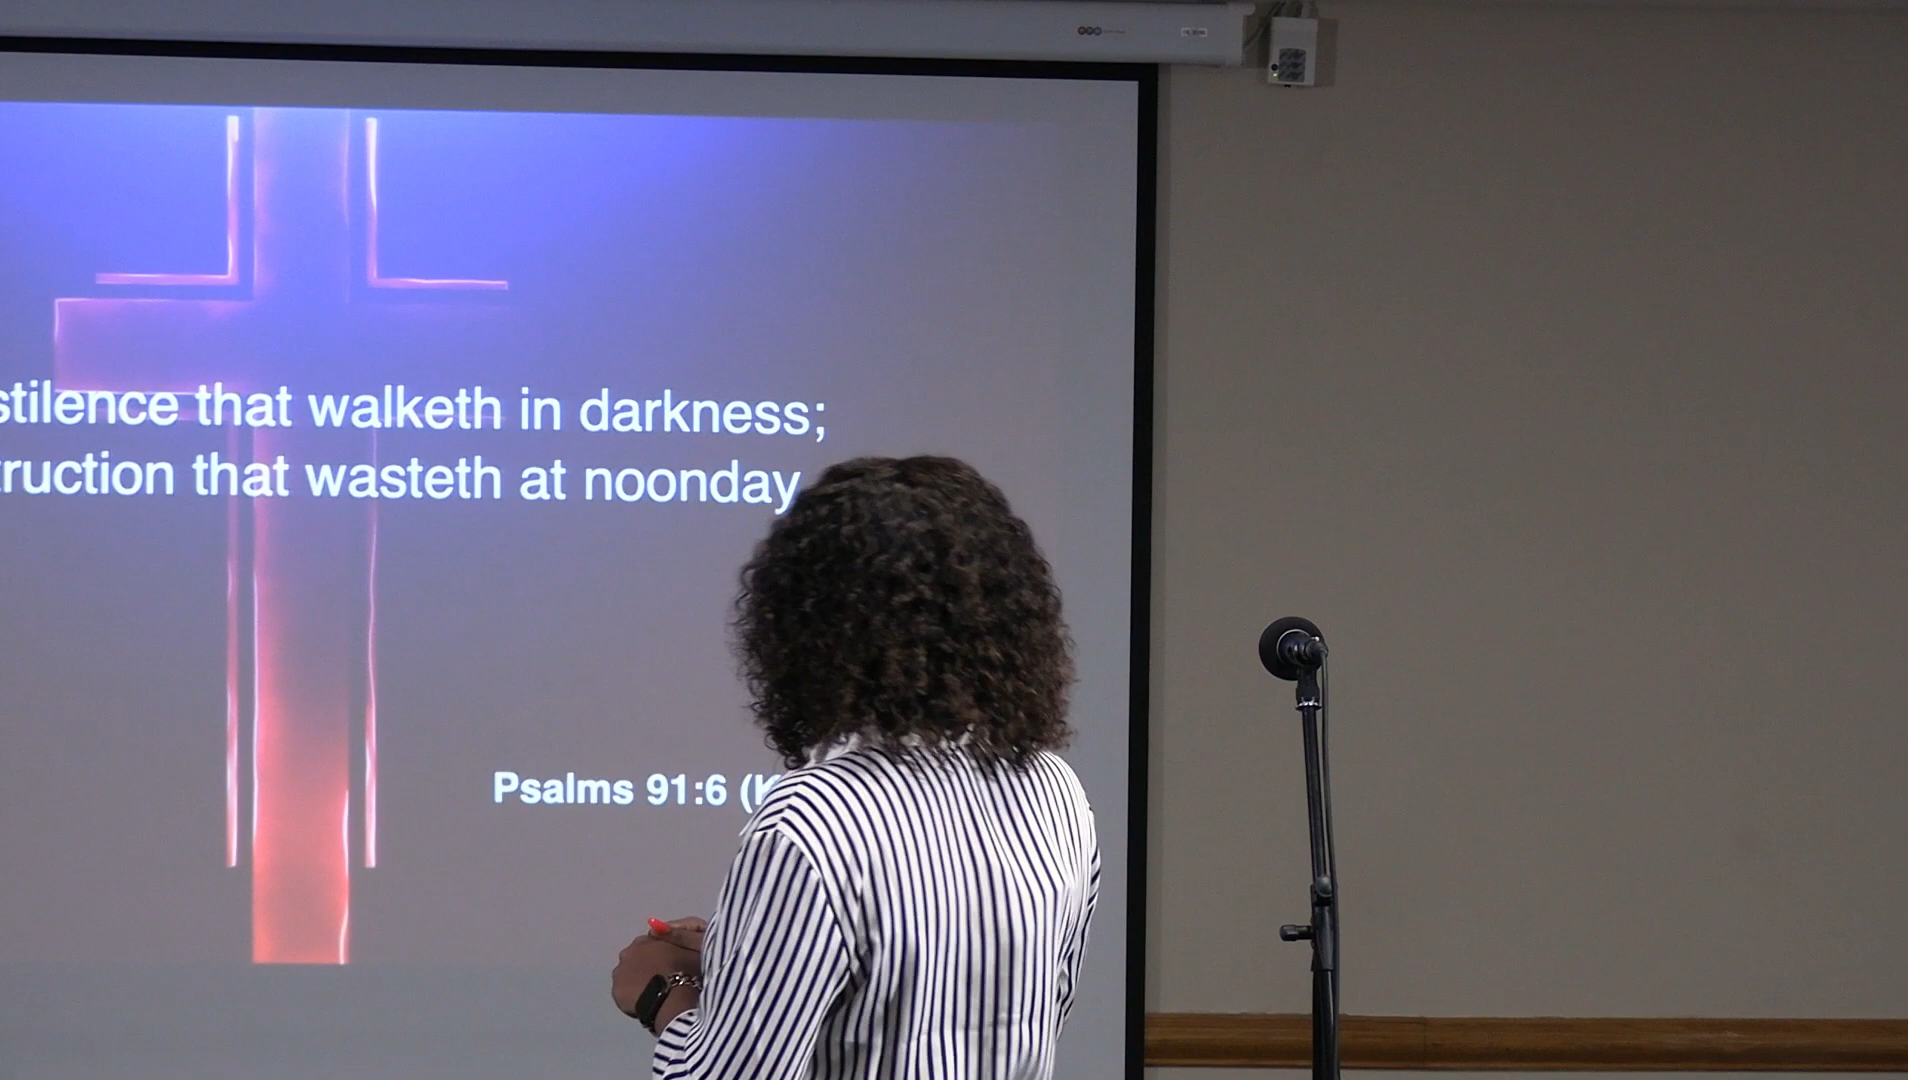 stilence that walketh in darkness;
truction that wasteth at noonday
Psalms 91:6 (K